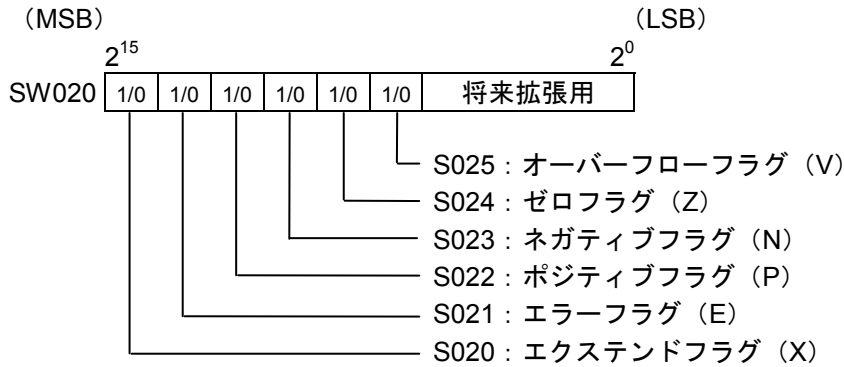 （MSB） （LSB）
2^15 2^0
SW020 1/0 1/0 1/0 1/0 1/0 1/0 将来拡張用
S025：オーバーフローフラグ（V）
S024：ゼロフラグ（Z）
S023：ネガティブフラグ（N）
S022：ポジティブフラグ（P）
S021：エラーフラグ（E）
S020：エクステンドフラグ（X）